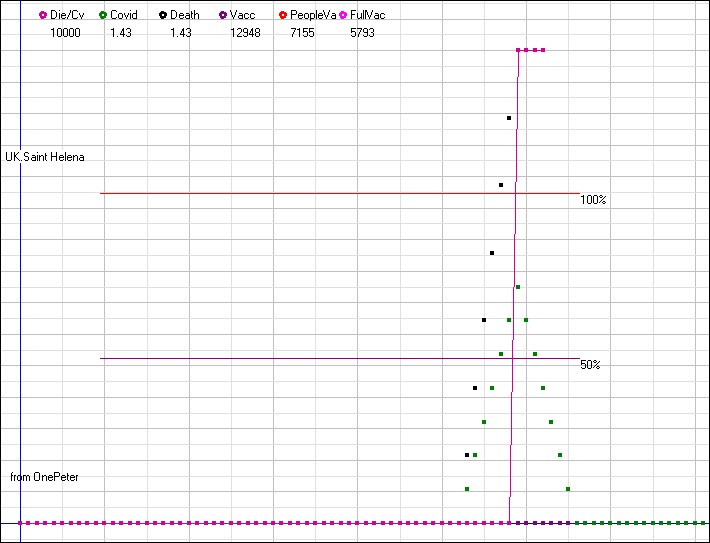 Die/Cv Covid Death Vacc PeopleVa FullVac
10000 1.43 1.43 12948 7155 5793
UK.Saint Helena
100%
50%
from OnePeter